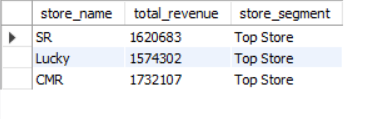 store_name total_revenue store_segment
SR 1620683 Top Store
Lucky 1574302 Top Store
CMR 1732107 Top Store